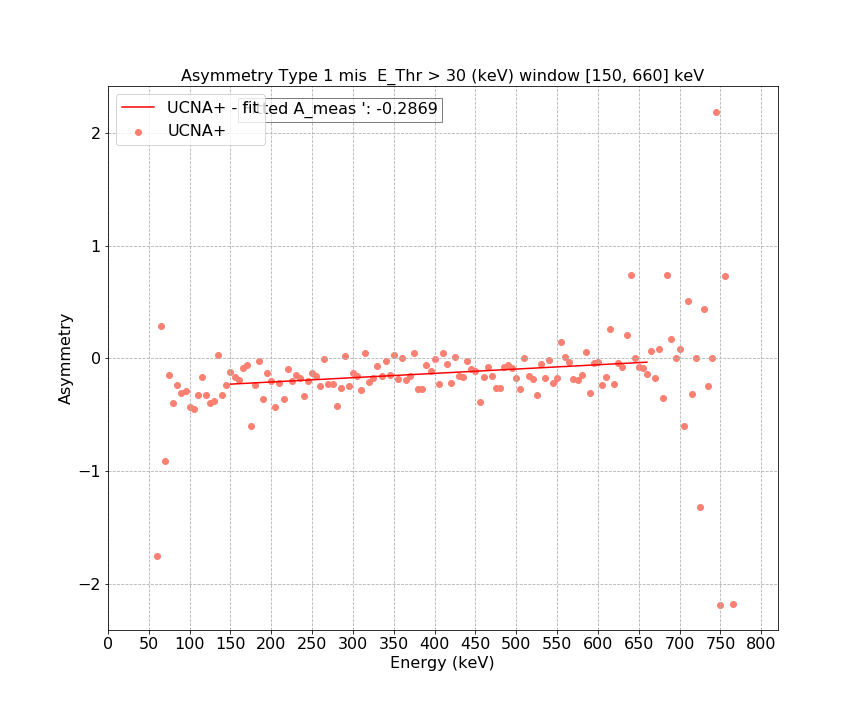 Asymmetry Type 1 mis  E_Thr > 30 (keV) window [150, 660] keV
UCNA+ - fit
tted A_meas ': -0.2869
UCNA+
2
1
0
−1
−2
Asymmetry
0 50 100 150 200 250 300 350 400 450 500 550 600 650 700 750 800
Energy (keV)